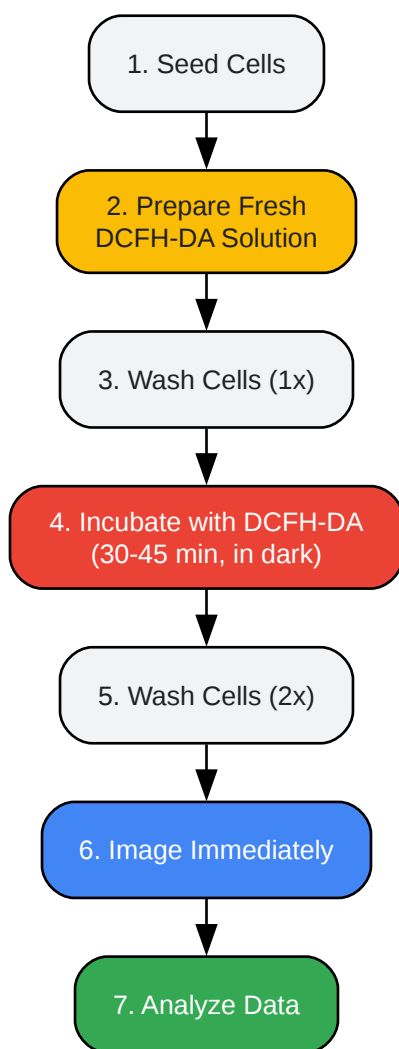 1. Seed Cells
2. Prepare Fresh
DCFH-DA Solution
3. Wash Cells (1x)
4. Incubate with DCFH-DA
(30-45 min, in dark)
5. Wash Cells (2x)
6. Image Immediately
7. Analyze Data